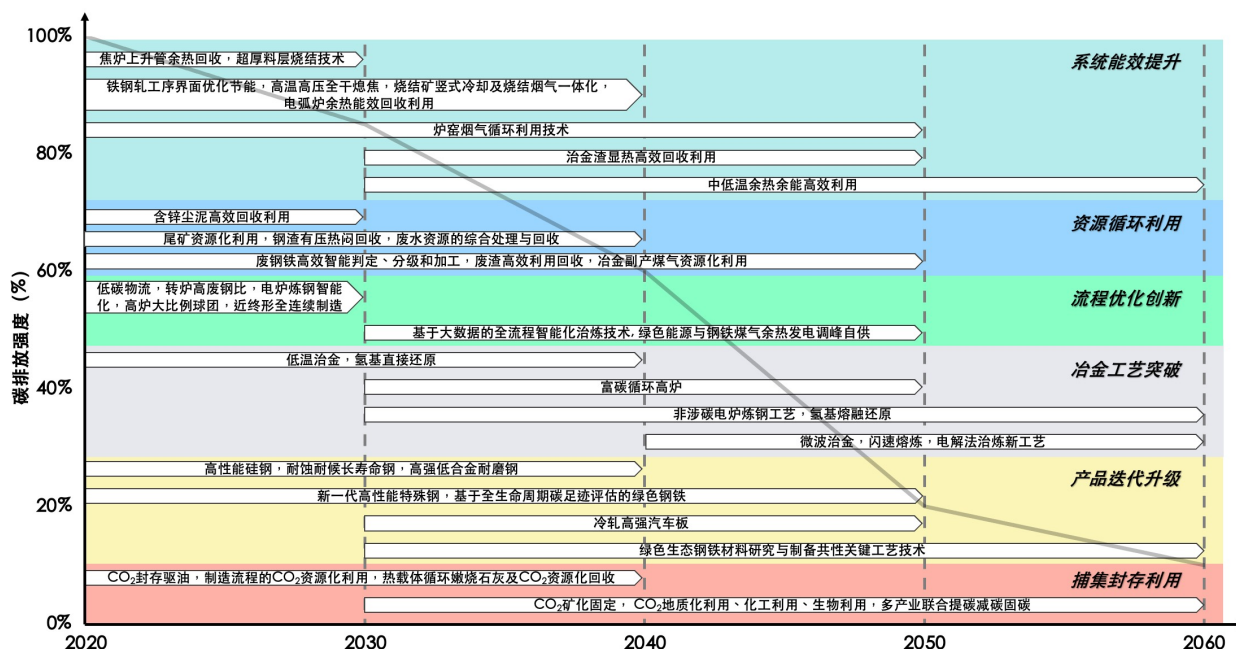 100%
80%
60%
40%
20%
0%
碳排放强度 (%)
系统能效提升
焦炉上升管余热回收，超厚料层烧结技术
铁钢轧工序界面优化节能，高温高压全干熄焦，烧结矿竖式冷却及烧结烟气一体化，
电弧炉余热能效回收利用
炉窑烟气循环利用技术
冶金渣显热高效回收利用
中低温余热余能高效利用
资源循环利用
含锌尘泥高效回收利用
尾矿资源化利用，钢渣有压热闷回收，废水资源的综合处理与回收
废钢铁高效智能判定、分级和加工，废渣高效利用回收，冶金副产煤气资源化利用
流程优化创新
低碳物流，转炉高废钢比，电炉炼钢智能
化，高炉大比例球团，近终形全连续制造
基于大数据的全流程智能化冶炼技术, 绿色能源与钢铁煤气余热发电调峰自供
冶金工艺突破
低温冶金，氢基直接还原
富碳循环高炉
非涉碳电炉炼钢工艺，氢基熔融还原
微波冶金，闪速熔炼，电解法冶炼新工艺
产品迭代升级
高性能硅钢，耐蚀耐候长寿命钢，高强低合金耐磨钢
新一代高性能特殊钢，基于全生命周期碳足迹评估的绿色钢铁
冷轧高强汽车板
绿色生态钢铁材料研究与制备共性关键工艺技术
捕集封存利用
CO₂封存驱油，制造流程的CO₂资源化利用，热载体循环嫩烧石灰及CO₂资源化回收
CO₂矿化固定， CO₂地质化利用、化工利用、生物利用，多产业联合提碳减碳固碳
2020 2030 2040 2050 2060